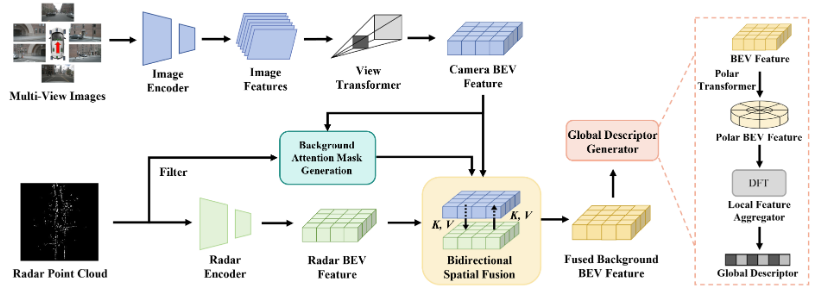 Multi-View Images
Image
Encoder
Image
Features
View
Transformer
Camera BEV
Feature
Background
Attention Mask
Generation
Filter
Radar Point Cloud
Radar
Encoder
Radar BEV
Feature
K, V
K, V
Bidirectional
Spatial Fusion
Fused Background
BEV Feature
Global Descriptor
Generator
BEV Feature
Polar
Transformer
Polar BEV Feature
DFT
Local Feature
Aggregator
Global Descriptor